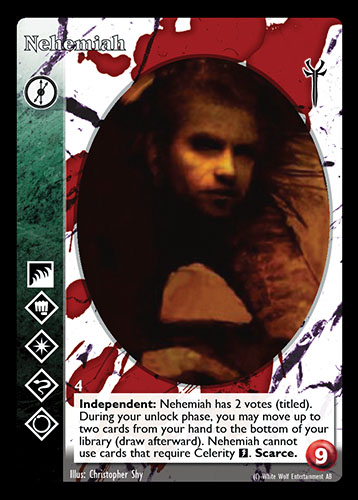 Nehemiah
4
Independent: Nehemiah has 2 votes (titled).
During your unlock phase, you may move up to
two cards from your hand to the bottom of your
library (draw afterward). Nehemiah cannot
use cards that require Celerity. Scarce.
9
Illus: Christopher Shy
(C) White Wolf Entertainment AB